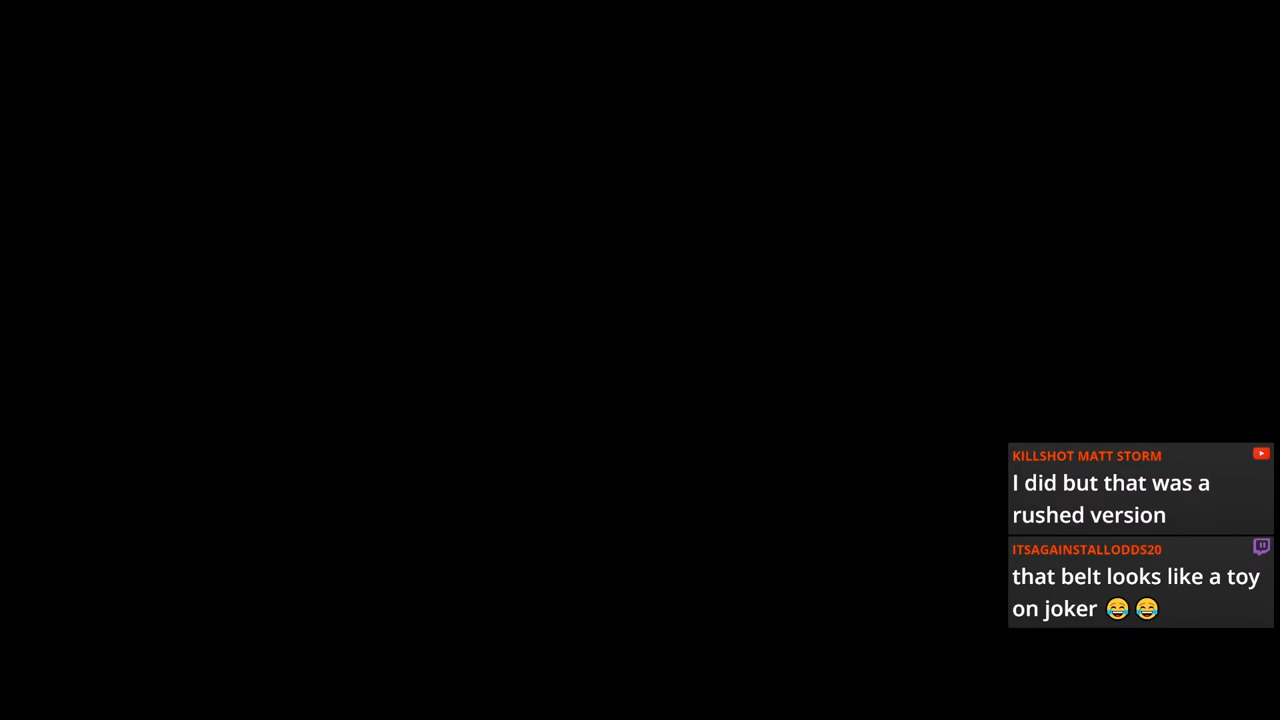 KILLSHOT MATT STORM
I did but that was a
rushed version
ITSAGAINSTALLODDS20
that belt looks like a toy
on joker 😂 😂